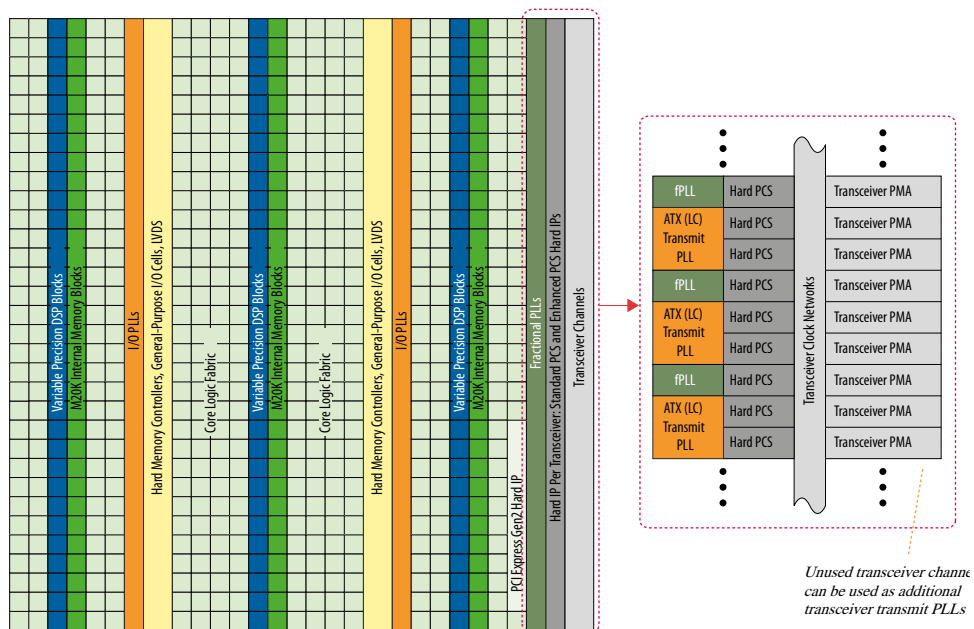 Variable Precision DSP Blocks
M20K Internal Memory Blocks
I/O PLLs
Hard Memory Controllers, General-Purpose I/O Cells, LVDS
Core Logic Fabric
Variable Precision DSP Blocks
M20K Internal Memory Blocks
Core Logic Fabric
Hard Memory Controllers, General-Purpose I/O Cells, LVDS
I/O PLLs
Variable Precision DSP Blocks
M20K Internal Memory Blocks
PCI Express Gen2 Hard IP
Fractional PLLs
Hard IP Per Transceiver: Standard PCS and Enhanced PCS Hard IPs
Transceiver Channels
fPLL
Hard PCS
Transceiver PMA
ATX (LC)
Transmit
PLL
Hard PCS
Transceiver PMA
Hard PCS
Transceiver PMA
fPLL
Hard PCS
Transceiver PMA
ATX (LC)
Transmit
PLL
Hard PCS
Transceiver PMA
Hard PCS
Transceiver PMA
fPLL
Hard PCS
Transceiver PMA
ATX (LC)
Transmit
PLL
Hard PCS
Transceiver PMA
Hard PCS
Transceiver PMA
Transceiver Clock Networks
Unused transceiver channe
can be used as additional
transceiver transmit PLLs